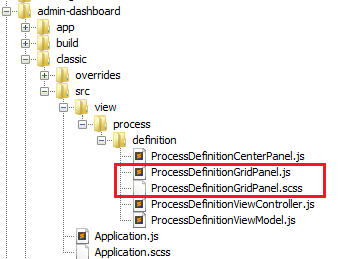 admin-dashboard
app
build
classic
overrides
src
view
process
definition
ProcessDefinitionCenterPanel.js
ProcessDefinitionGridPanel.js
ProcessDefinitionGridPanel.scss
ProcessDefinitionViewController.js
ProcessDefinitionViewModel.js
Application.js
Application.scss